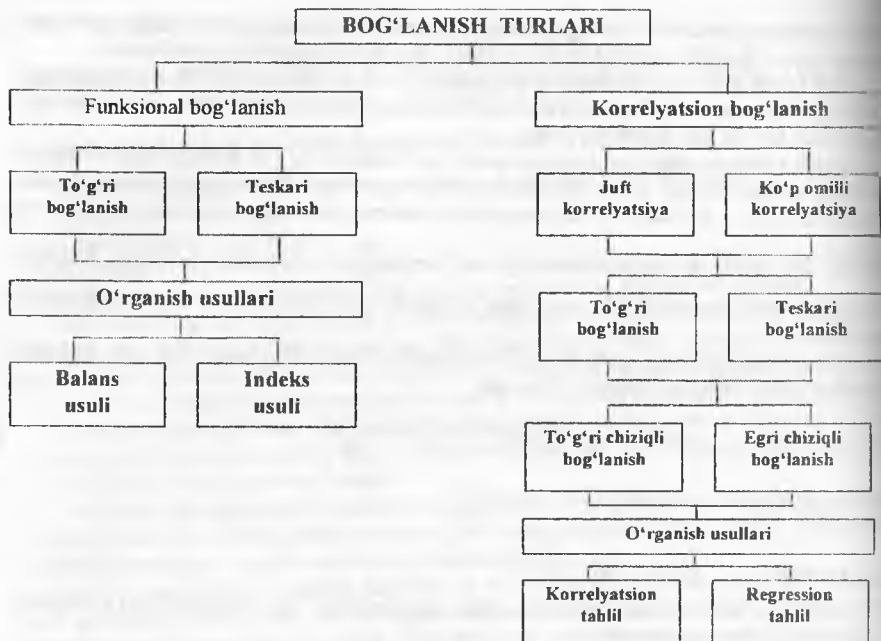 BOG‘LANISH TURLARI
Funksional bog‘lanish
Korrelyatsion bog‘lanish
To‘g‘ri bog‘lanish
Teskari bog‘lanish
Juft korrelyatsiya
Ko‘p omilli korrelyatsiya
O‘rganish usullari
To‘g‘ri bog‘lanish
Teskari bog‘lanish
Balans usuli
Indeks usuli
To‘g‘ri chiziqli bog‘lanish
Egri chiziqli bog‘lanish
O‘rganish usullari
Korrelyatsion tahlil
Regression tahlil